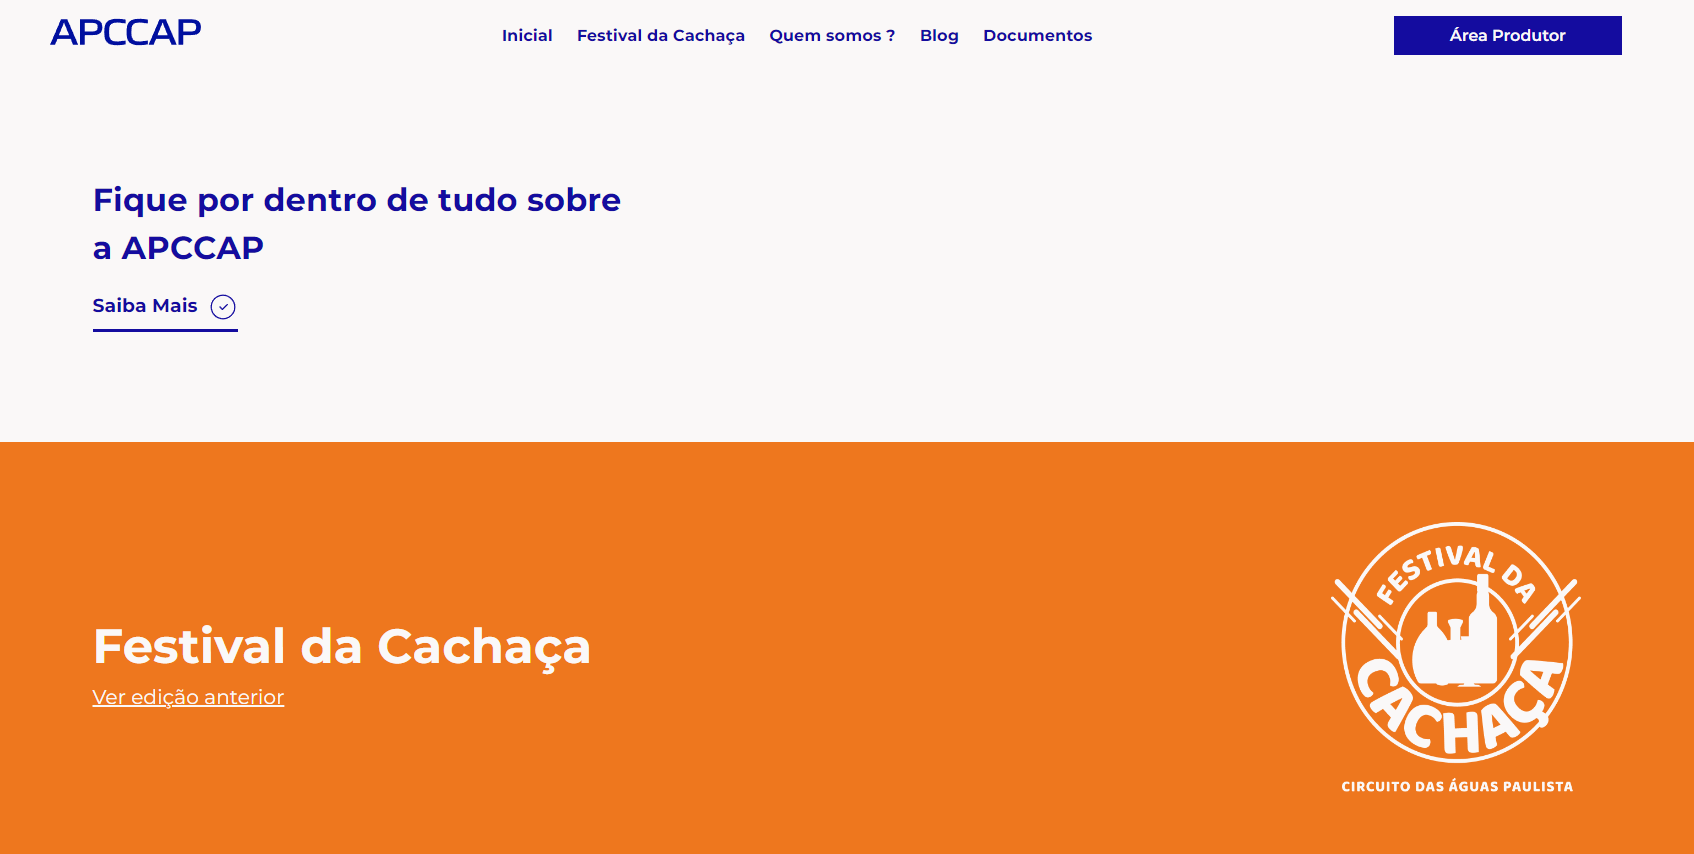 APCCAP
Inicial Festival da Cachaça Quem somos ? Blog Documentos
Área Produtor
Fique por dentro de tudo sobre
a APCCAP
Saiba Mais
Festival da Cachaça
Ver edição anterior
FESTIVAL DA
CACHAÇA
CIRCUITO DAS ÁGUAS PAULISTA